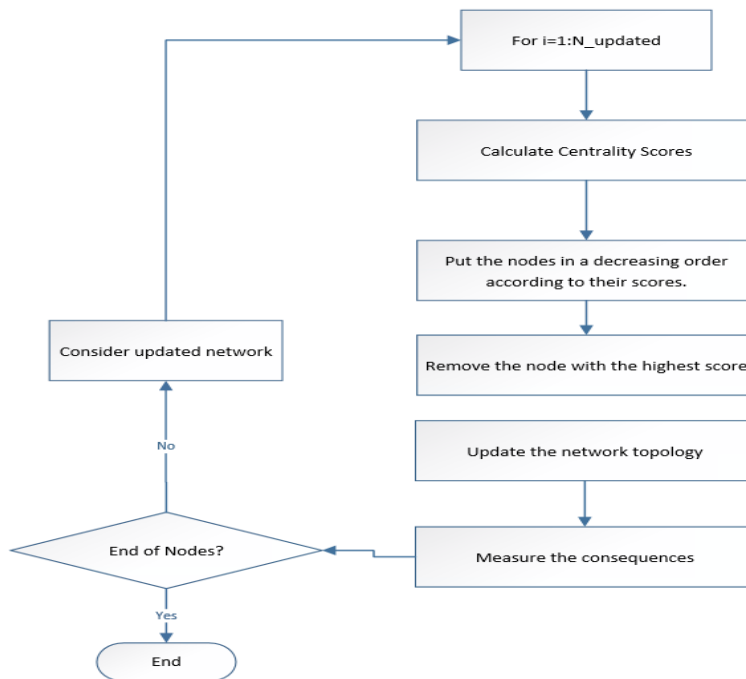 For i=1:N_updated
Calculate Centrality Scores
Put the nodes in a decreasing order
according to their scores.
Remove the node with the highest score
Update the network topology
Measure the consequences
End of Nodes?
No
Consider updated network
Yes
End